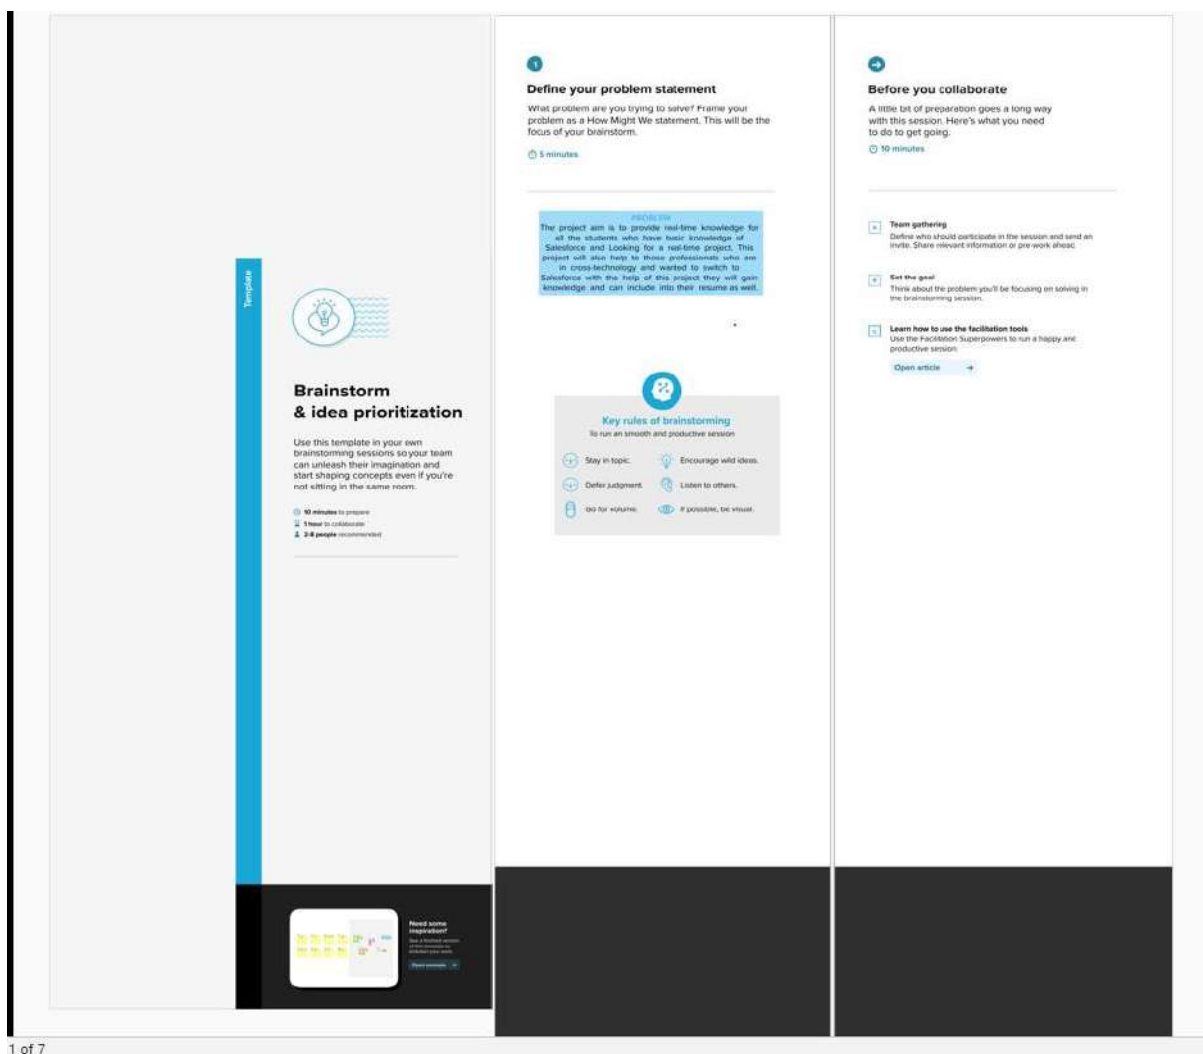 Template
Brainstorm
& idea prioritization
Use this template in your own
brainstorming sessions so your team
can unleash their imagination and
start shaping concepts even if you're
not sitting in the same room.
10 minutes to prepare
1 hour to collaborate
2-8 people recommended
Need some
inspiration?
See a finished version
of this template to
kickstart your work.
Open example
1
Define your problem statement
What problem are you trying to solve? Frame your
problem as a How Might We statement. This will be the
focus of your brainstorm.
5 minutes
PROBLEM
The project aim is to provide real-time knowledge for
all the students who have basic knowledge of
Salesforce and Looking for a real-time project. This
project will also help to those professionals who are
in cross-technology and wanted to switch to
Salesforce with the help of this project they will gain
knowledge and can include into their resume as well.
Key rules of brainstorming
To run an smooth and productive session
Stay in topic.
Encourage wild ideas.
Defer judgment.
Listen to others.
Go for volume.
If possible, be visual.
Before you collaborate
A little bit of preparation goes a long way
with this session. Here's what you need
to do to get going.
10 minutes
Team gathering
Define who should participate in the session and send an
invite. Share relevant information or pre-work ahead.
Set the goal
Think about the problem you'll be focusing on solving in
the brainstorming session.
Learn how to use the facilitation tools
Use the Facilitation Superpowers to run a happy and
productive session.
Open article
1 of 7